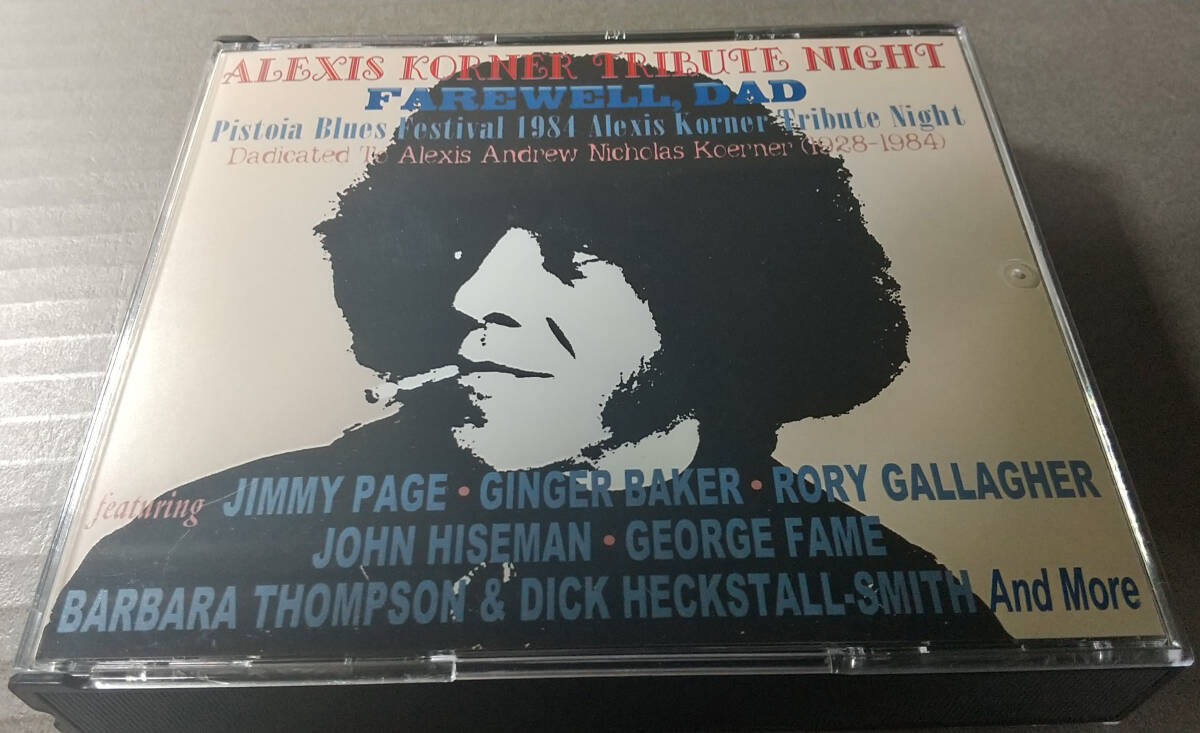 ALEXIS KORNER TRIBUTE NIGHT
FAREWELL, DAD
Pistoia Blues Festival 1984 Alexis Korner Tribute Night
Dadicated To Alexis Andrew Nicholas Koerner (1928-1984)
featuring JIMMY PAGE • GINGER BAKER • RORY GALLAGHER
JOHN HISEMAN • GEORGE FAME
BARBARA THOMPSON & DICK HECKSTALL-SMITH And More